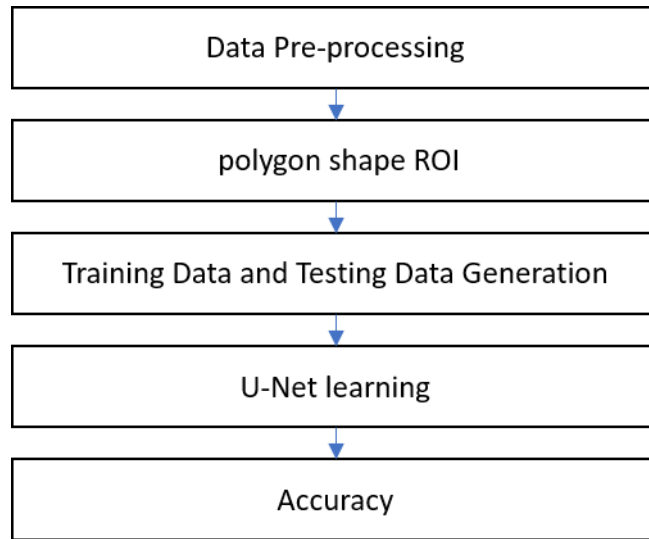 Data Pre-processing
polygon shape ROI
Training Data and Testing Data Generation
U-Net learning
Accuracy